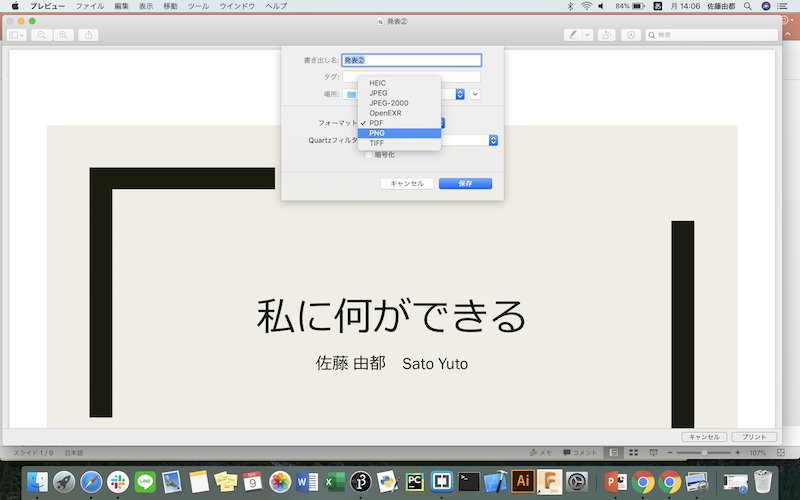 プレビュー ファイル 編集 表示 移動 ツール ウインドウ ヘルプ 84% あ 月 14:06 佐藤由都
発表②
検索
書き出し名: 発表②
タグ:
場所:
HEIC
JPEG
JPEG-2000
OpenEXR
フォーマット ✓ PDF
PNG
Quartzフィルタ
TIFF
暗号化
キャンセル 保存
私に何ができる
佐藤 由都 Sato Yuto
キャンセル プリント
スライド 1 / 9 日本語 メモ コメント 107%
LINE W X 9 PC Ai F P